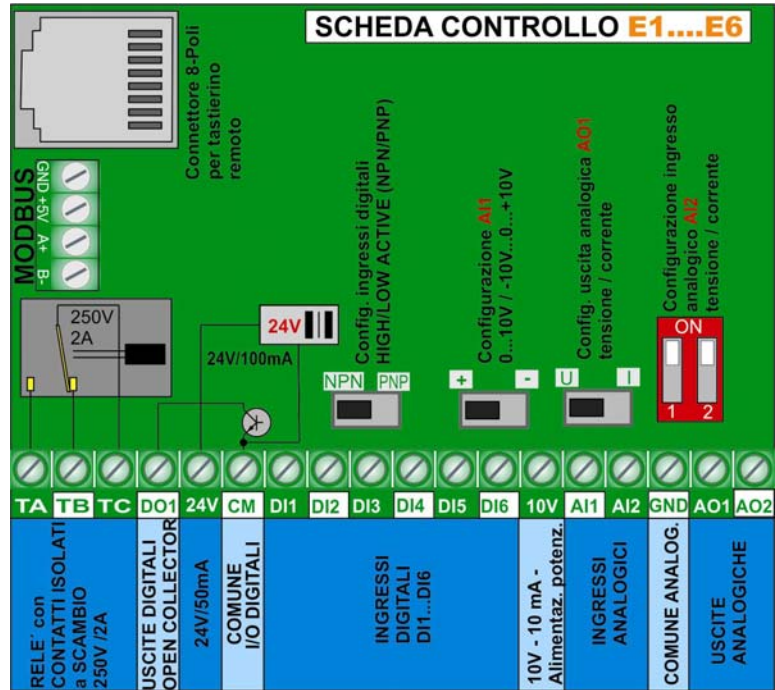 SCHEDA CONTROLLO E1....E6
Connettore 8-Poli
per tastierino
remoto
MODBUS
GND
+5V
A+
B-
250V
2A
24V
24V/100mA
Config. ingressi digitali
HIGH/LOW ACTIVE (NPN/PNP)
NPN
PNP
Configurazione AI1
0...10V / -10V...0...+10V
+
-
Config. uscita analogica AO1
tensione / corrente
U
I
Configurazione ingresso
analogico AI2
tensione / corrente
ON
1
2
TA TB TC DO1 24V CM DI1 DI2 DI3 DI4 DI5 DI6 10V AI1 AI2 GND AO1 AO2
RELE´ con
CONTATTI ISOLATI
a SCAMBIO
250V /2A
USCITE DIGITALI
OPEN COLLECTOR
24V/50mA
COMUNE
I/O DIGITALI
INGRESSI
DIGITALI
DI1...DI6
10V - 10 mA -
Alimentaz. potenz.
INGRESSI
ANALOGICI
COMUNE ANALOG.
USCITE
ANALOGICHE